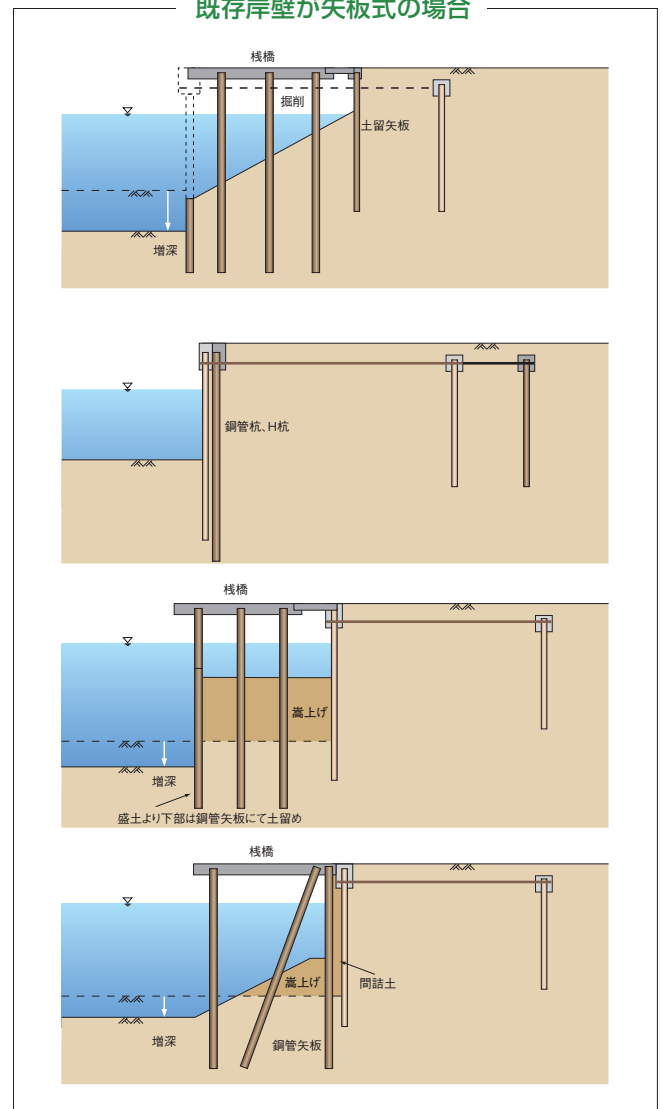 既存岸壁が矢板式の場合
桟橋
掘削
土留矢板
増深
鋼管杭、H杭
桟橋
嵩上げ
増深
盛土より下部は鋼管矢板にて土留め
桟橋
嵩上げ
間詰土
増深
鋼管矢板